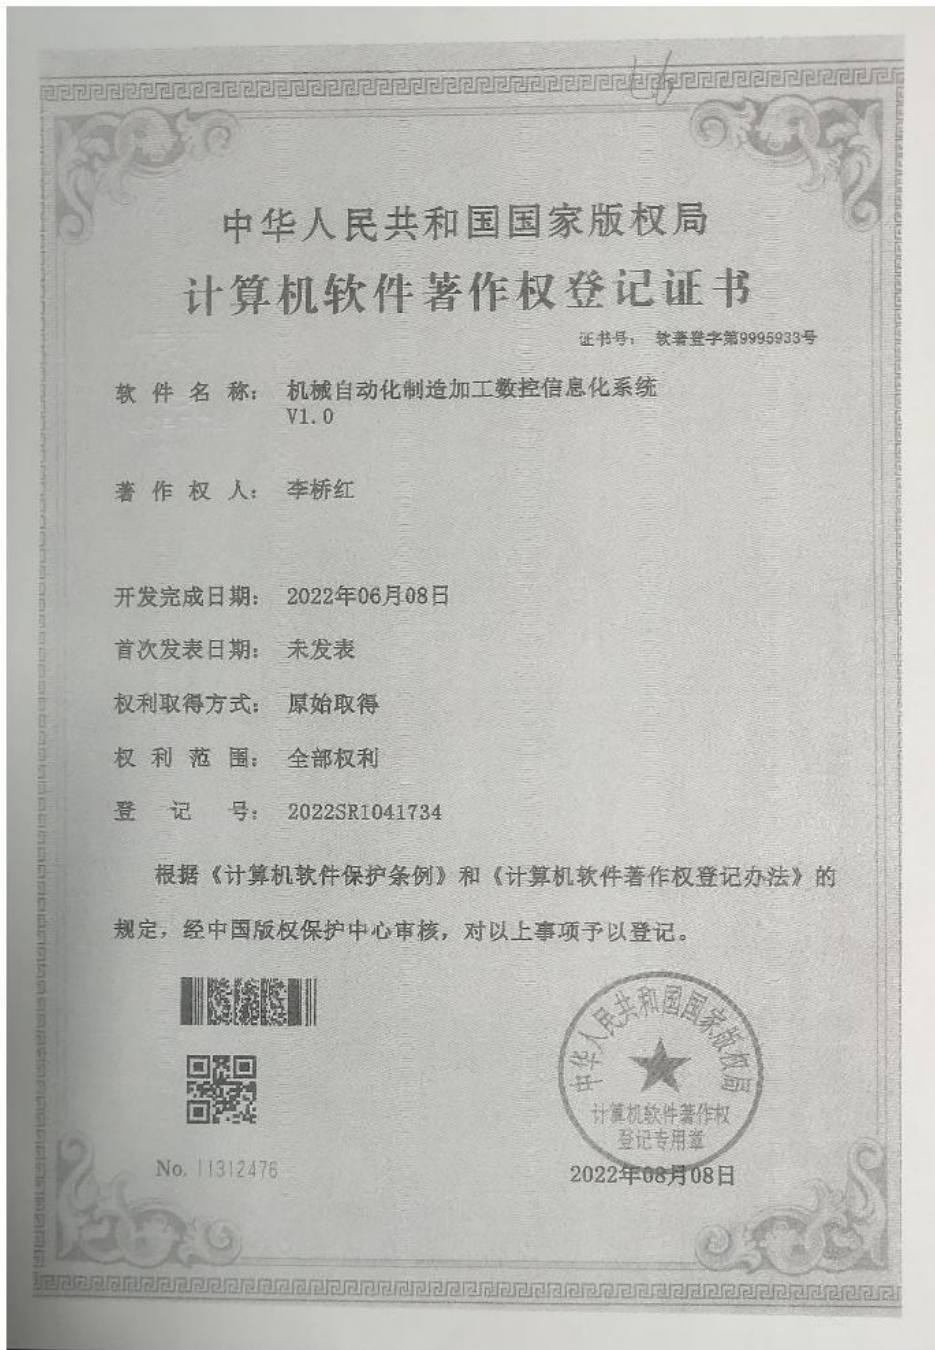 中华人民共和国国家版权局
计算机软件著作权登记证书
证书号： 软著登字第9995933号
软件名称： 机械自动化制造加工数控信息化系统
V1.0
著作权人： 李桥红
开发完成日期： 2022年06月08日
首次发表日期： 未发表
权利取得方式： 原始取得
权利范围： 全部权利
登记号： 2022SR1041734
根据《计算机软件保护条例》和《计算机软件著作权登记办法》的
规定，经中国版权保护中心审核，对以上事项予以登记。
中华人民共和国国家版权局
计算机软件著作权
登记专用章
No. 11312476
2022年08月08日